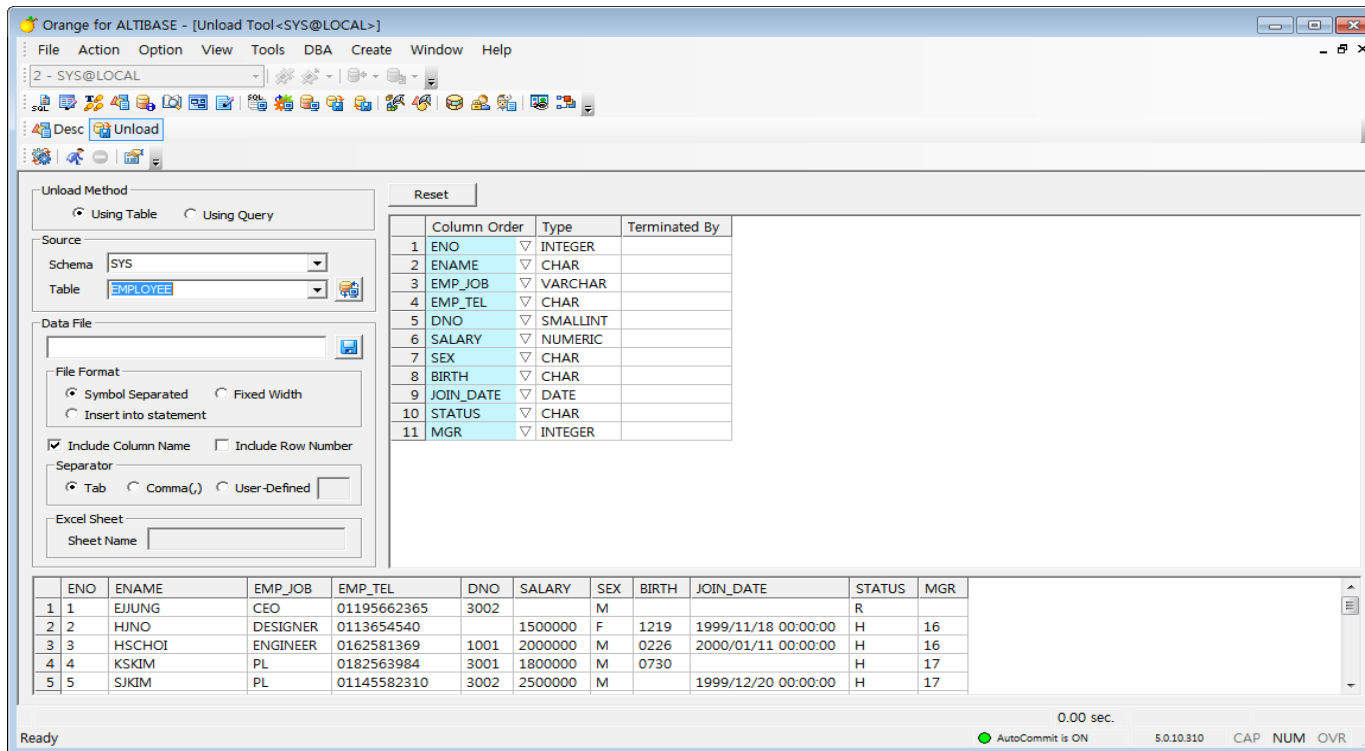 Orange for ALTIBASE - [Unload Tool<SYS@LOCAL>]
File Action Option View Tools DBA Create Window Help
2 - SYS@LOCAL
Desc Unload
Unload Method
Using Table Using Query
Source
Schema SYS
Table EMPLOYEE
Data File
File Format
Symbol Separated Fixed Width
Insert into statement
Include Column Name Include Row Number
Separator
Tab Comma(,) User-Defined
Excel Sheet
Sheet Name
Reset
Column Order Type Terminated By
1 ENO INTEGER
2 ENAME CHAR
3 EMP_JOB VARCHAR
4 EMP_TEL CHAR
5 DNO SMALLINT
6 SALARY NUMERIC
7 SEX CHAR
8 BIRTH CHAR
9 JOIN_DATE DATE
10 STATUS CHAR
11 MGR INTEGER
ENO ENAME EMP_JOB EMP_TEL DNO SALARY SEX BIRTH JOIN_DATE STATUS MGR
1 1 EJJUNG CEO 01195662365 3002 M R
2 2 HJNO DESIGNER 0113654540 1500000 F 1219 1999/11/18 00:00:00 H 16
3 3 HSCHOI ENGINEER 0162581369 1001 2000000 M 0226 2000/01/11 00:00:00 H 16
4 4 KSKIM PL 0182563984 3001 1800000 M 0730 H 17
5 5 SJKIM PL 01145582310 3002 2500000 M 1999/12/20 00:00:00 H 17
0.00 sec.
Ready AutoCommit is ON 5.0.10.310 CAP NUM OVR